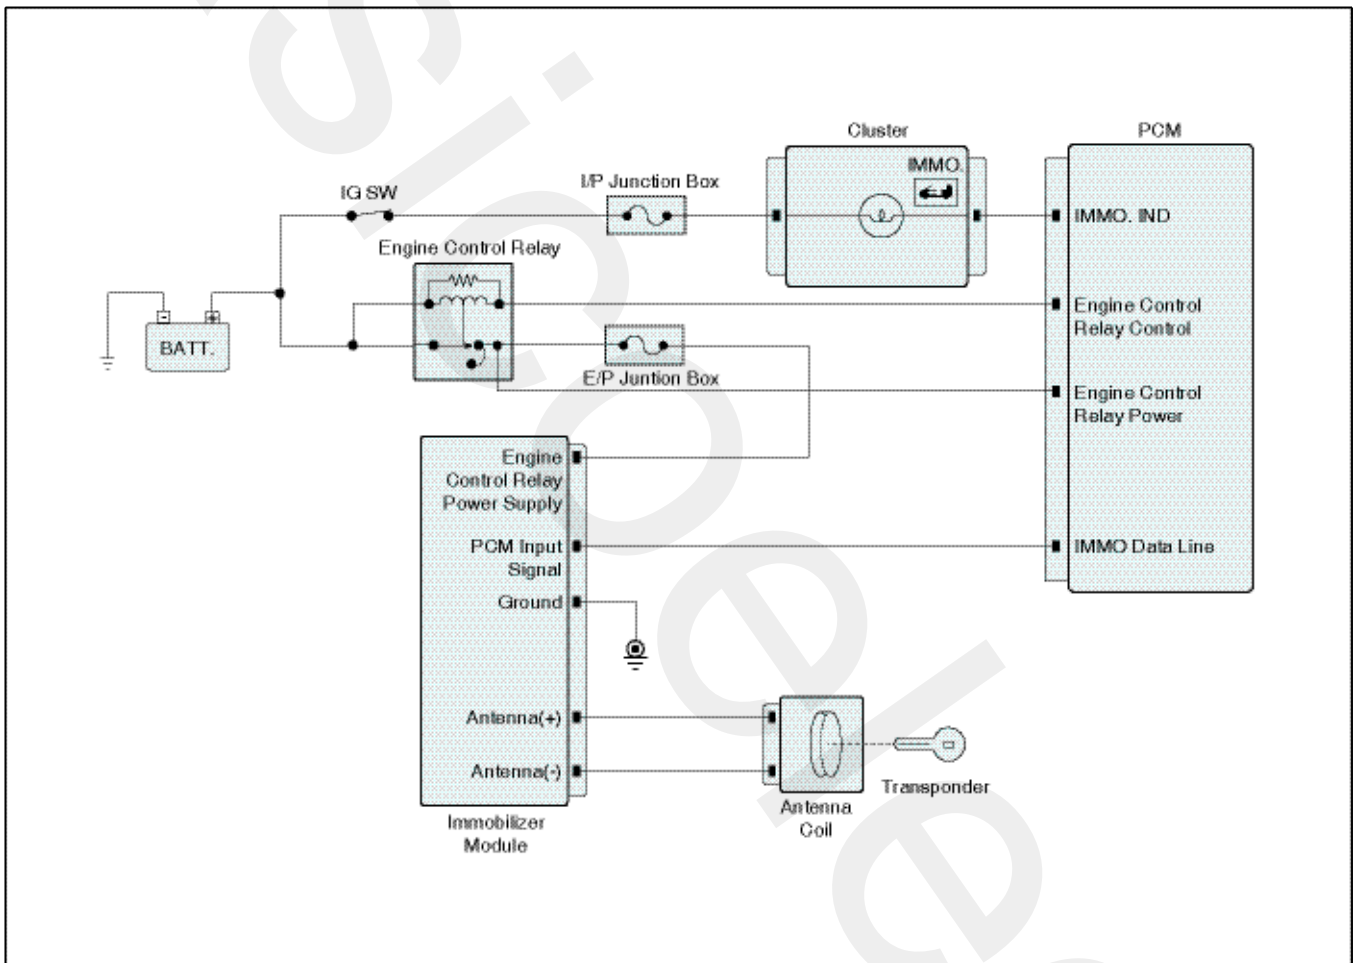 Cluster
PCM
IMMO.
I/P Junction Box
IG SW
IMMO. IND
Engine Control Relay
Engine Control
Relay Control
- +
BATT.
E/P Juntion Box
Engine Control
Relay Power
Engine
Control Relay
Power Supply
PCM Input
Signal
IMMO Data Line
Ground
Antenna(+)
Antenna(-)
Transponder
Antenna
Coil
Immobilizer
Module